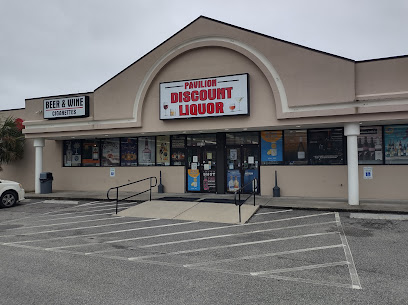 BEER & WINE
CIGARETTES
PAVILION
DISCOUNT
LIQUOR